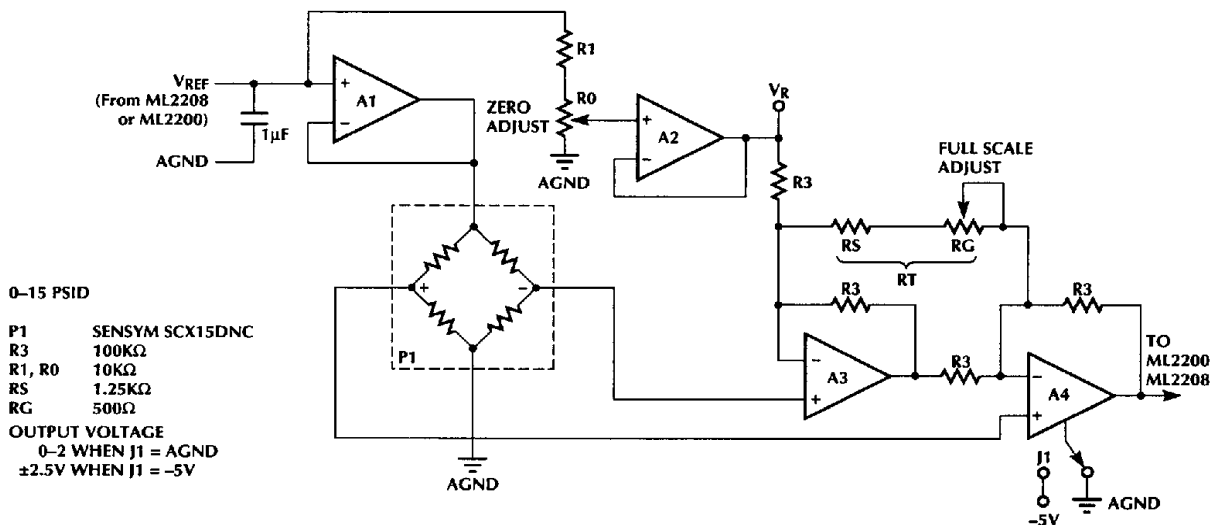 VREF
(From ML2208
or ML2200)
1µF
AGND
+
−
A1
R1
R0
ZERO
ADJUST
AGND
+
−
A2
VR
R3
FULL SCALE
ADJUST
RS
RG
RT
R3
R3
R3
−
+
A3
−
+
A4
TO
ML2200
ML2208
J1
−5V
AGND
+
−
P1
AGND
0–15 PSID
P1 SENSYM SCX15DNC
R3 100KΩ
R1, R0 10KΩ
RS 1.25KΩ
RG 500Ω
OUTPUT VOLTAGE
0–2 WHEN J1 = AGND
±2.5V WHEN J1 = –5V